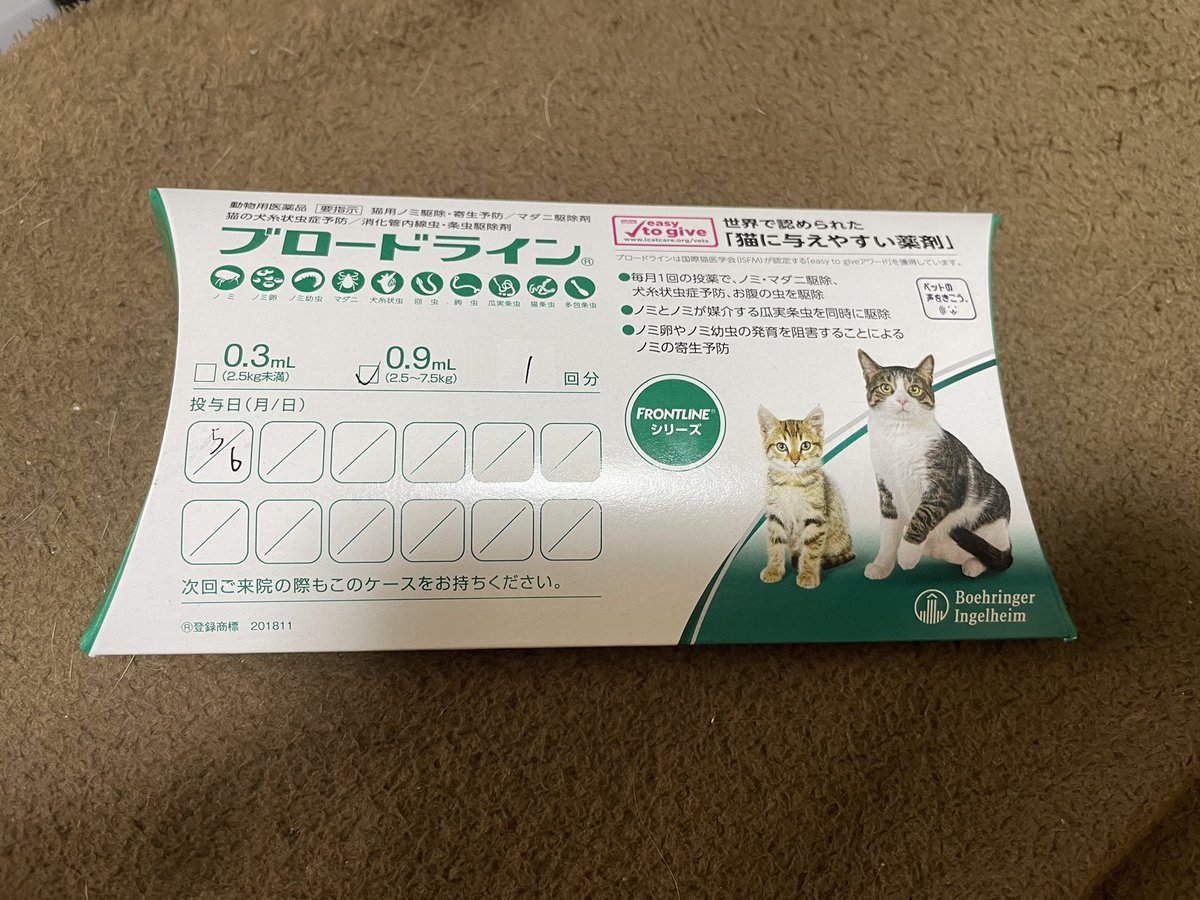 動物用医薬品 要指示 猫用ノミ駆除・寄生予防/マダニ駆除剤
猫の犬糸状虫症予防/消化管内線虫・条虫駆除剤
ブロードライン®
ノミ ノミ卵 ノミ幼虫 マダニ 犬糸状虫 回虫 鉤虫 瓜実条虫 猫条虫 多包条虫
0.3mL
(2.5kg未満)
0.9mL
(2.5~7.5kg)
1 回分
投与日(月/日)
5/6
次回ご来院の際もこのケースをお持ちください。
®登録商標 201811
easy
to give
www.icatcare.org/vets
世界で認められた
「猫に与えやすい薬剤」
ブロードラインは国際猫医学会(ISFM)が認定する「easy to giveアワード」を獲得しています。
●毎月1回の投薬で、ノミ・マダニ駆除、
犬糸状虫症予防、お腹の虫を駆除
●ノミとノミが媒介する瓜実条虫を同時に駆除
●ノミ卵やノミ幼虫の発育を阻害することによる
ノミの寄生予防
ペットの
声をきこう。
FRONTLINE®
シリーズ
Boehringer
Ingelheim